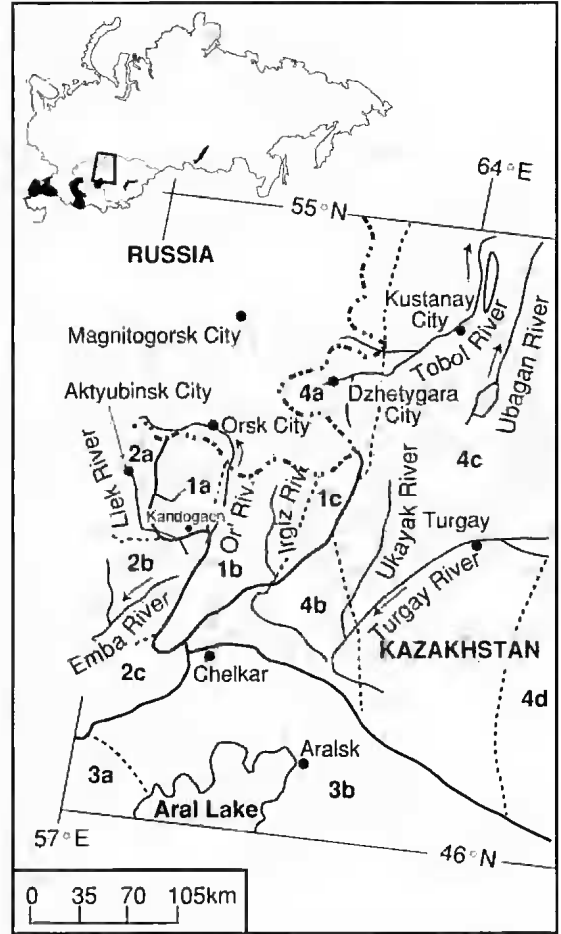 64°E
55°N
RUSSIA
Kustanay
City
Magnitogorsk City
Tobol River
Ubagan River
4a
Dzhetygara
City
Aktyubinsk City
Orsk City
4c
2a
Ilek River
1a
1c
Or' Riv.
Irgiz Riv.
Ukayak River
Turgay
Kandogach
2b
1b
4b
Turgay River
Emba River
KAZAKHSTAN
2c
Chelkar
4d
Aralsk
3a
3b
Aral Lake
57°E
46°N
0 35 70 105km